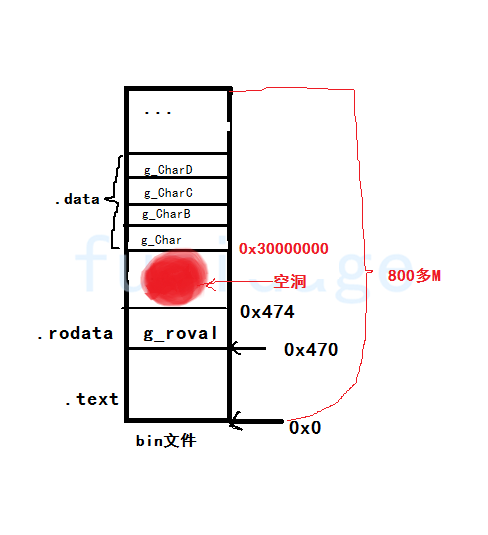 ...
g_CharD
g_CharC
.data
g_CharB
g_Char
0x30000000
800多M
空洞
0x474
.rodata
g_roval
0x470
.text
0x0
bin文件